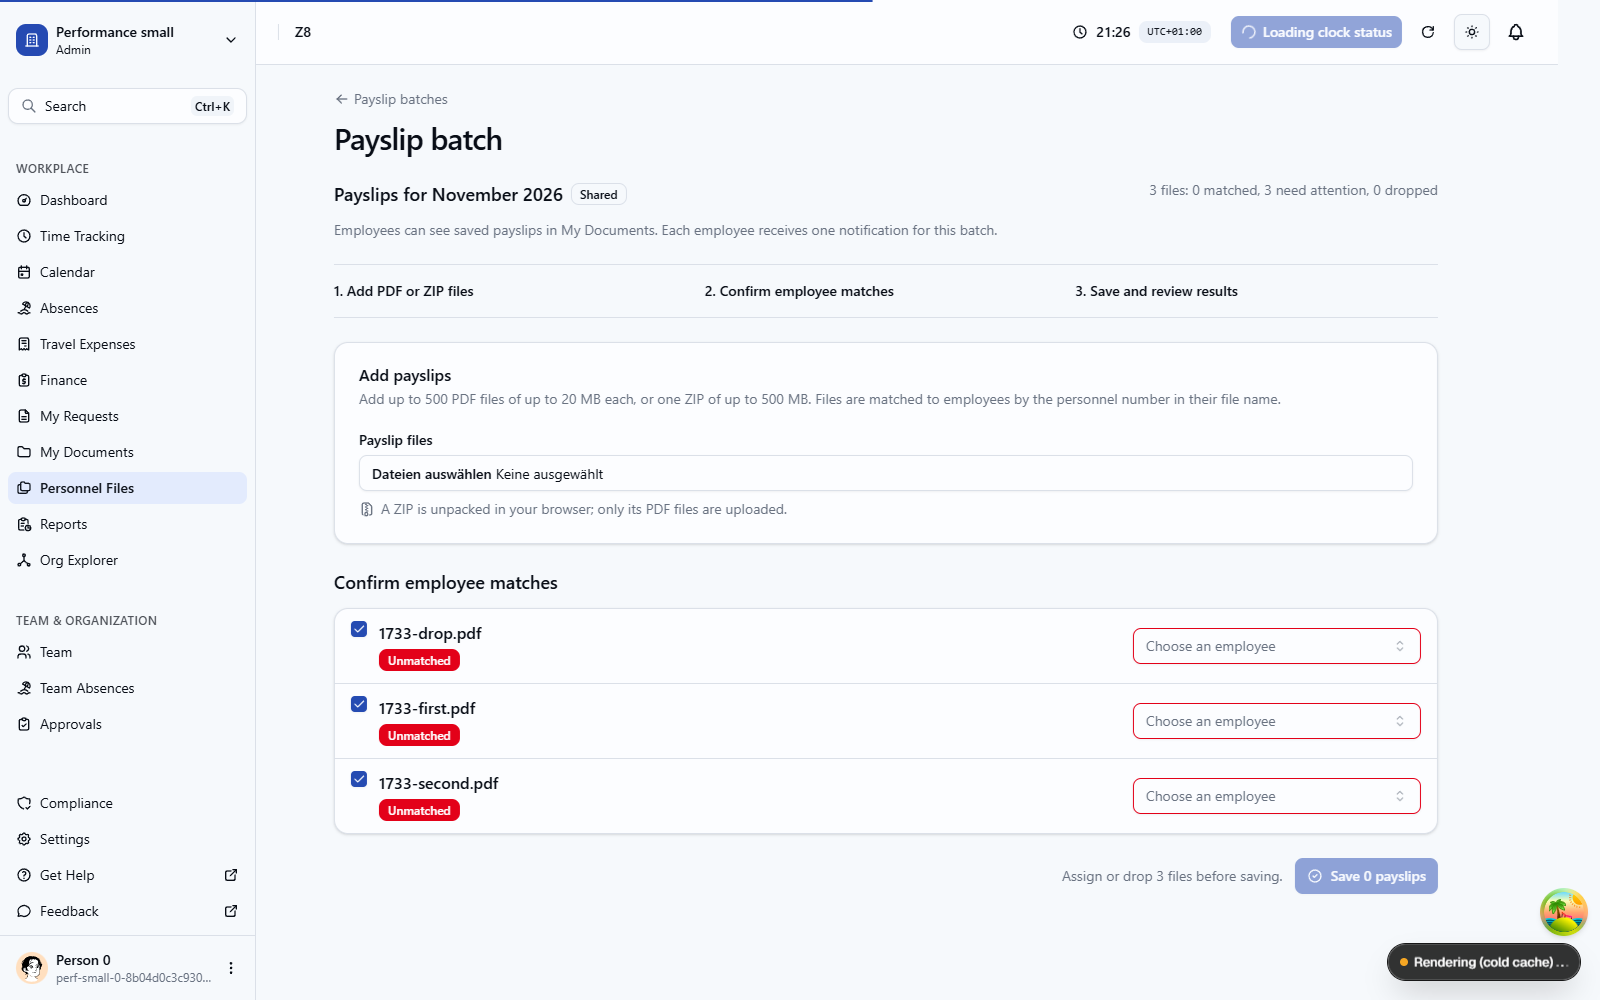 Performance small
Admin
Z8
21:26
UTC+01:00
Loading clock status
Search
Ctrl+K
WORKPLACE
Dashboard
Time Tracking
Calendar
Absences
Travel Expenses
Finance
My Requests
My Documents
Personnel Files
Reports
Org Explorer
TEAM & ORGANIZATION
Team
Team Absences
Approvals
Compliance
Settings
Get Help
Feedback
Person 0
perf-small-0-8b04d0c3c930...
Payslip batches
Payslip batch
Payslips for November 2026
Shared
3 files: 0 matched, 3 need attention, 0 dropped
Employees can see saved payslips in My Documents. Each employee receives one notification for this batch.
1. Add PDF or ZIP files
2. Confirm employee matches
3. Save and review results
Add payslips
Add up to 500 PDF files of up to 20 MB each, or one ZIP of up to 500 MB. Files are matched to employees by the personnel number in their file name.
Payslip files
Dateien auswählen Keine ausgewählt
A ZIP is unpacked in your browser; only its PDF files are uploaded.
Confirm employee matches
1733-drop.pdf
Unmatched
Choose an employee
1733-first.pdf
Unmatched
Choose an employee
1733-second.pdf
Unmatched
Choose an employee
Assign or drop 3 files before saving.
Save 0 payslips
Rendering (cold cache) ...